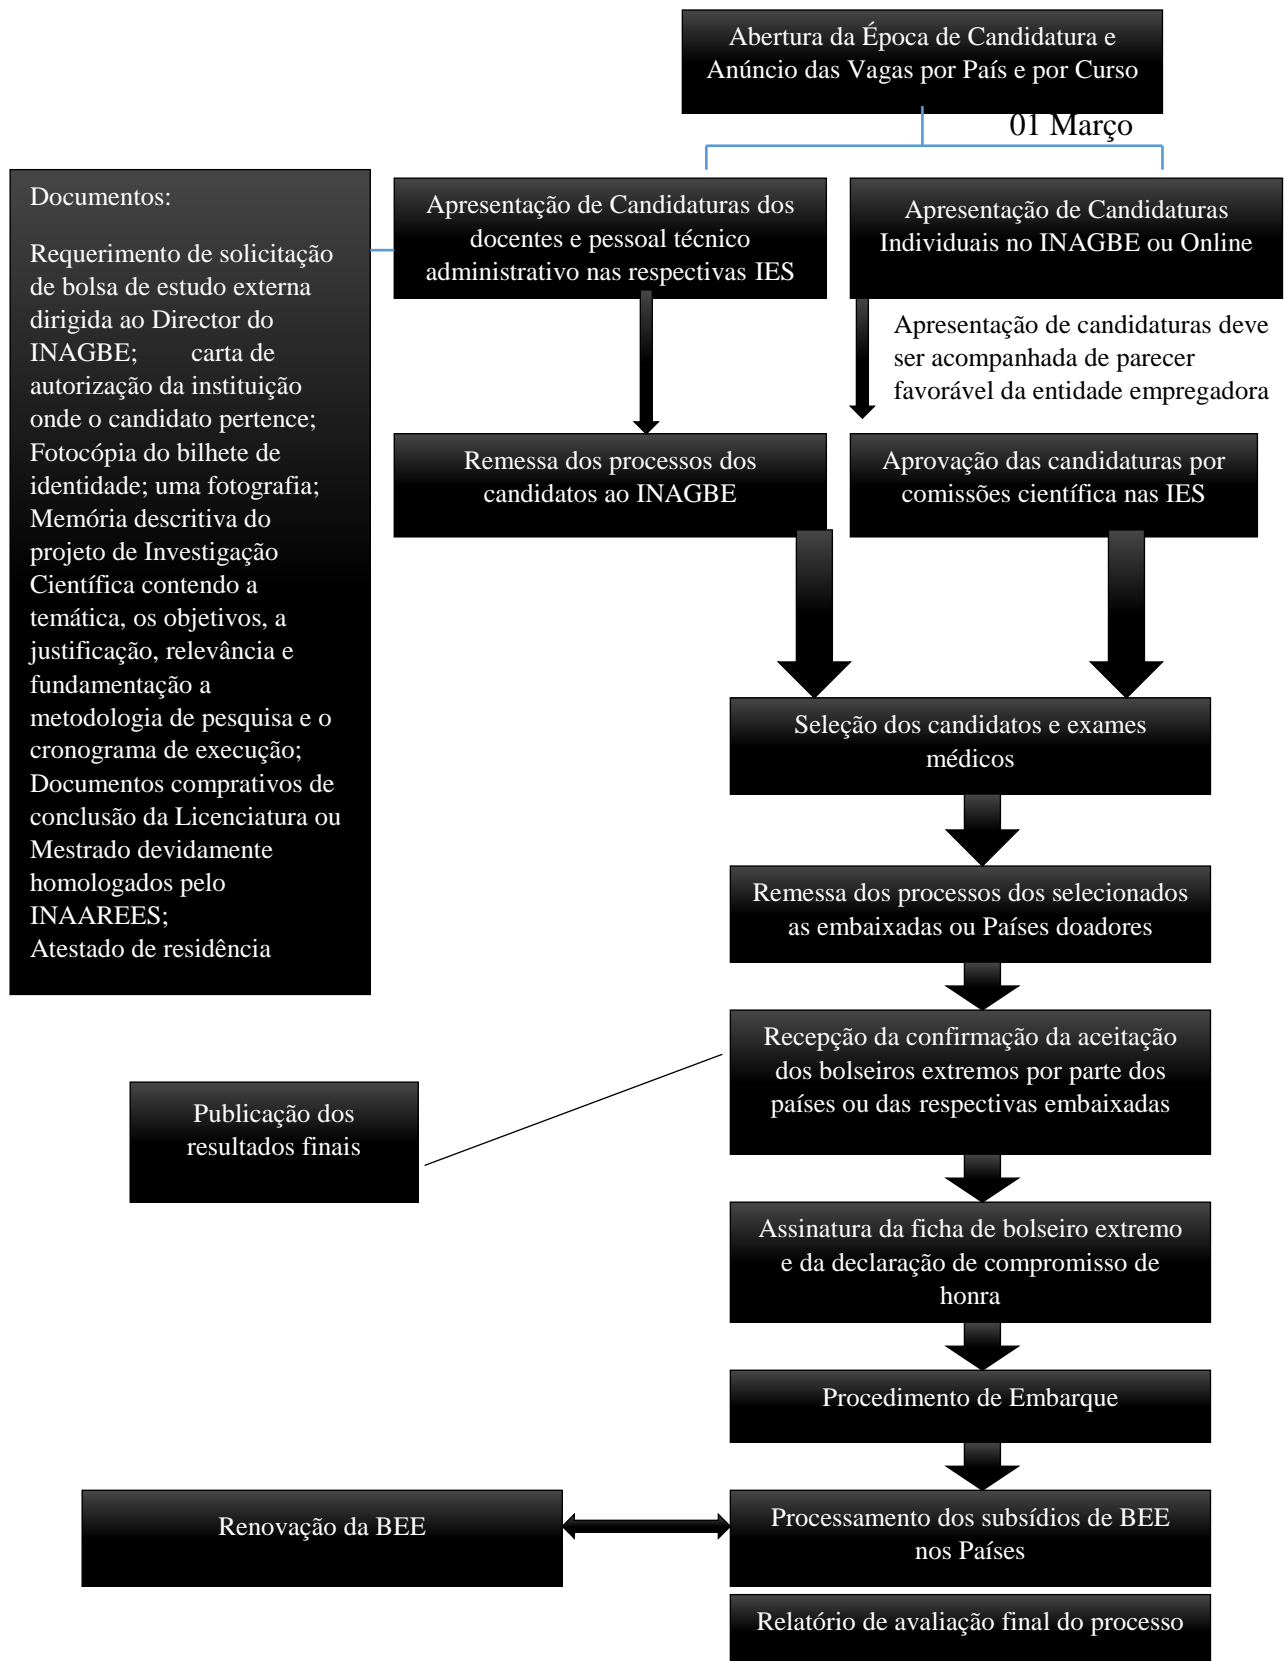 Abertura da Época de Candidatura e
Anúncio das Vagas por País e por Curso
01 Março
Documentos:
Requerimento de solicitação
de bolsa de estudo externa
dirigida ao Director do
INAGBE; carta de
autorização da instituição
onde o candidato pertence;
Fotocópia do bilhete de
identidade; uma fotografia;
Memória descritiva do
projeto de Investigação
Científica contendo a
temática, os objetivos, a
justificação, relevância e
fundamentação a
metodologia de pesquisa e o
cronograma de execução;
Documentos comprativos de
conclusão da Licenciatura ou
Mestrado devidamente
homologados pelo
INAAREES;
Atestado de residência
Apresentação de Candidaturas dos
docentes e pessoal técnico
administrativo nas respectivas IES
Apresentação de Candidaturas
Individuais no INAGBE ou Online
Apresentação de candidaturas deve
ser acompanhada de parecer
favorável da entidade empregadora
Remessa dos processos dos
candidatos ao INAGBE
Aprovação das candidaturas por
comissões científica nas IES
Seleção dos candidatos e exames
médicos
Remessa dos processos dos selecionados
as embaixadas ou Países doadores
Recepção da confirmação da aceitação
dos bolseiros extremos por parte dos
países ou das respectivas embaixadas
Publicação dos
resultados finais
Assinatura da ficha de bolseiro extremo
e da declaração de compromisso de
honra
Procedimento de Embarque
Renovação da BEE
Processamento dos subsídios de BEE
nos Países
Relatório de avaliação final do processo